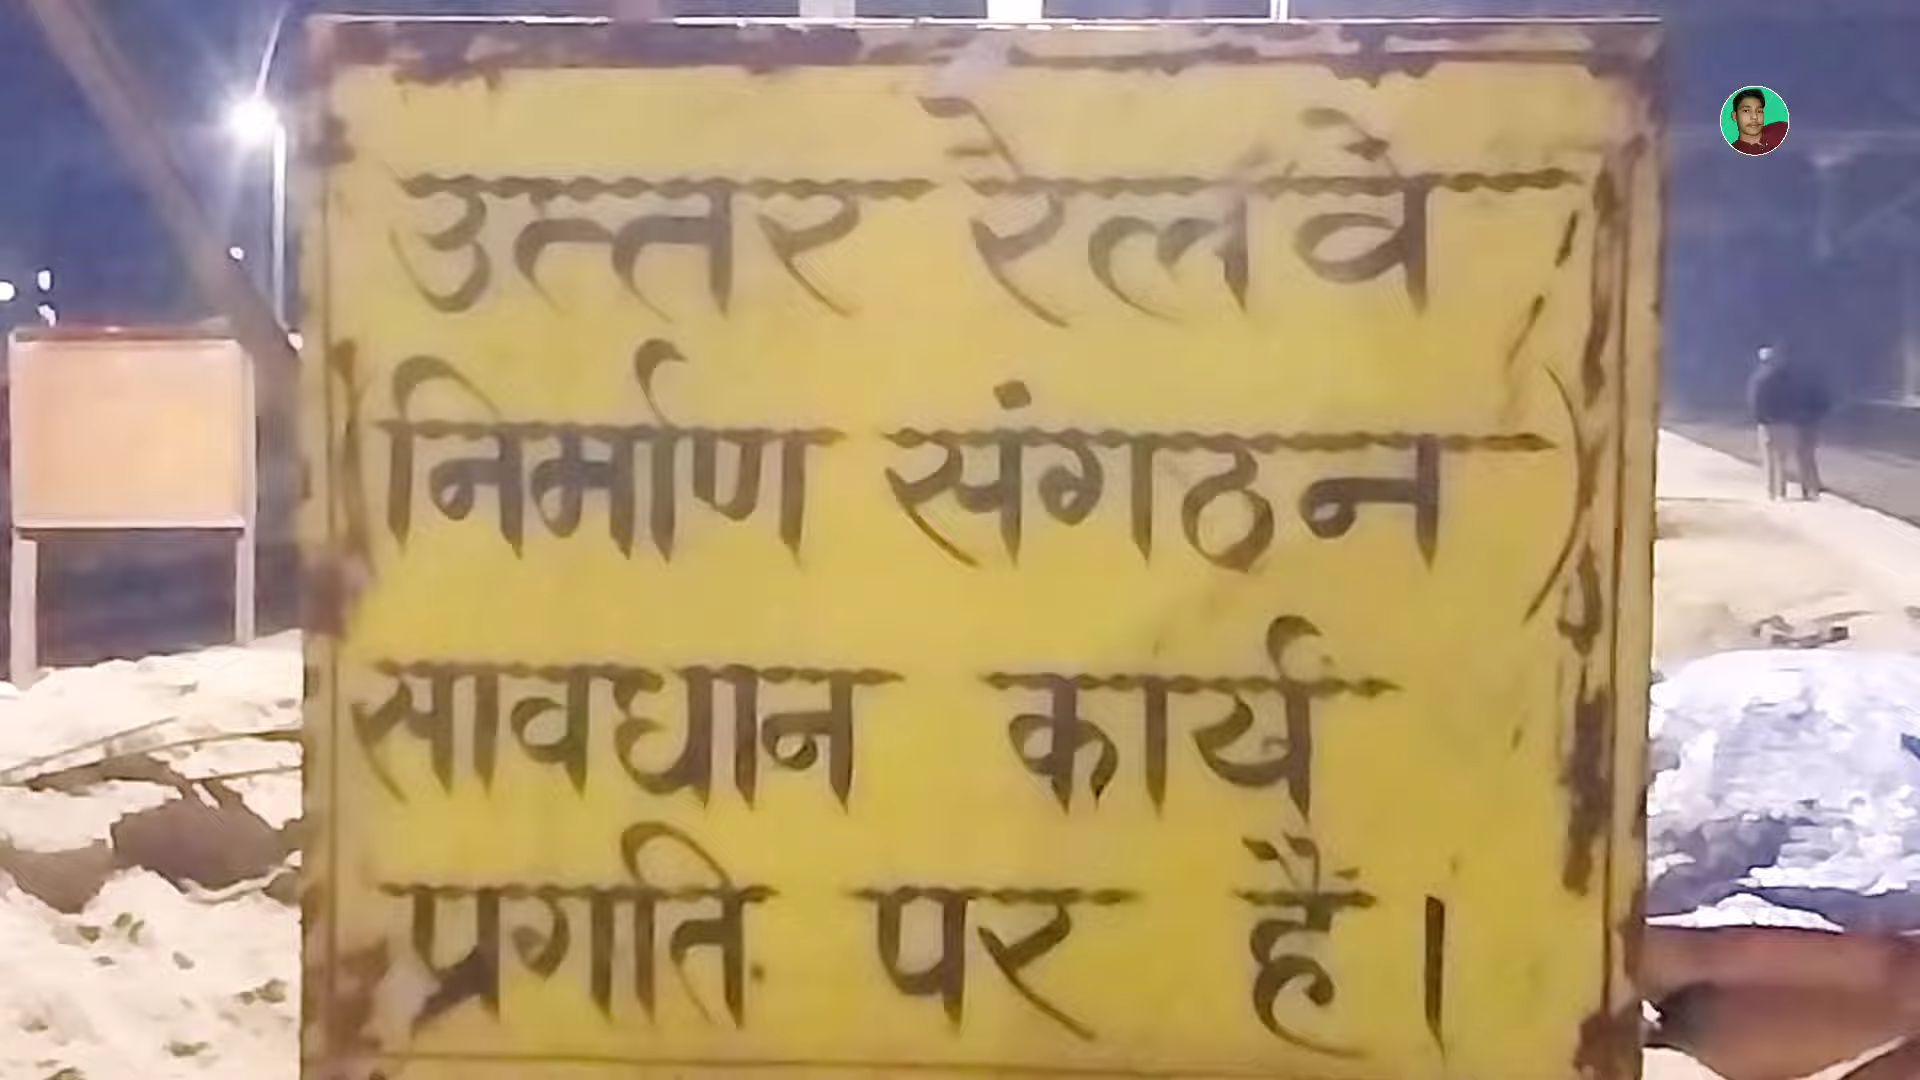 उत्तर रेलवे
निर्माण संगठन
सावधान कार्य
प्रगति पर है।